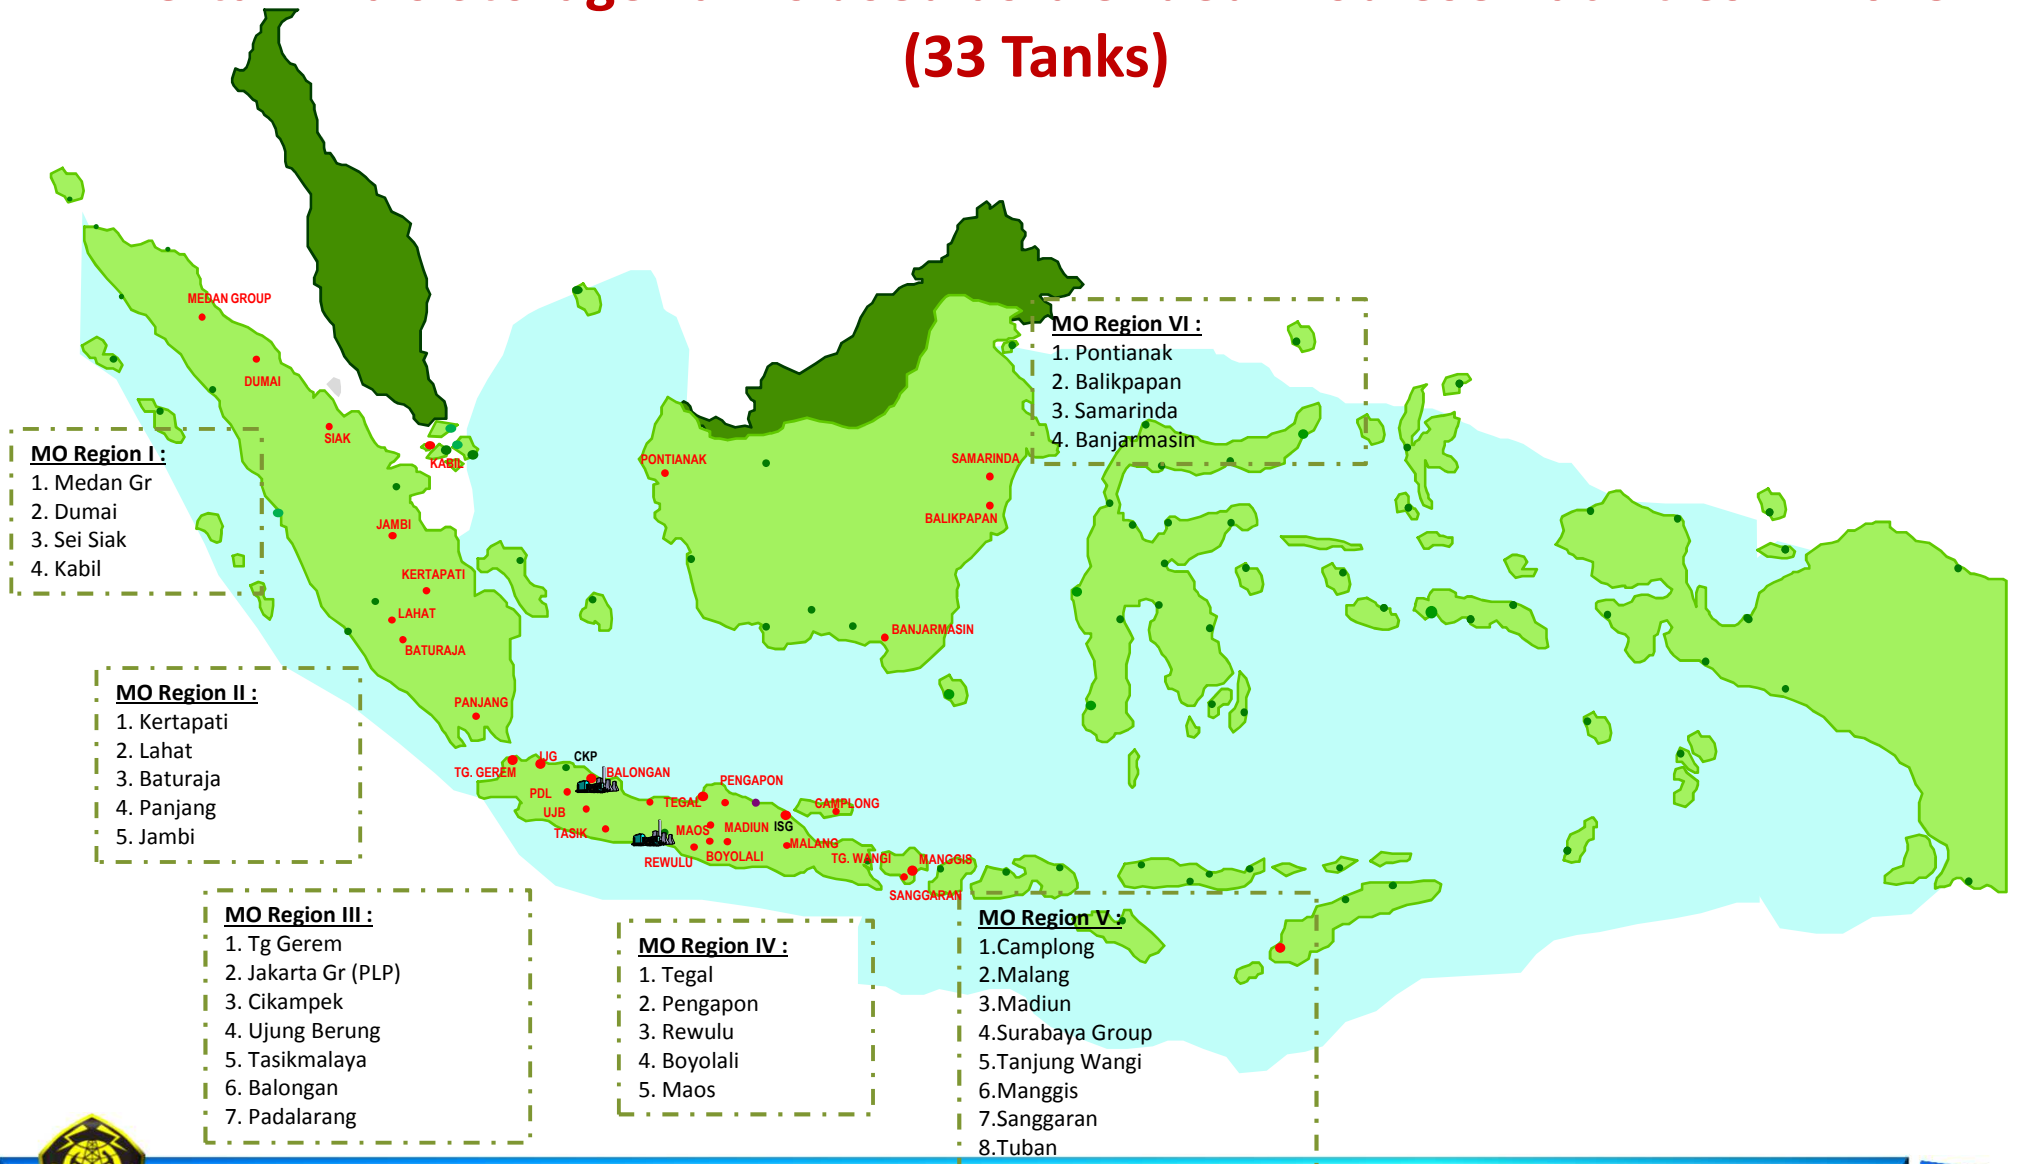 (33 Tanks)
MEDAN GROUP
DUMAI
SIAK
KABIL
JAMBI
KERTAPATI
LAHAT
BATURAJA
PANJANG
PONTIANAK
SAMARINDA
BALIKPAPAN
BANJARMASIN
TG. GEREM
IJG
CKP
BALONGAN
PDL
UJB
TASIK
TEGAL
PENGAPON
MAOS
MADIUN
ISG
CAMPLONG
REWULU
BOYOLALI
MALANG
TG. WANGI
MANGGIS
SANGGARAN
MO Region VI :
1. Pontianak
2. Balikpapan
3. Samarinda
4. Banjarmasin
MO Region I :
1. Medan Gr
2. Dumai
3. Sei Siak
4. Kabil
MO Region II :
1. Kertapati
2. Lahat
3. Baturaja
4. Panjang
5. Jambi
MO Region III :
1. Tg Gerem
2. Jakarta Gr (PLP)
3. Cikampek
4. Ujung Berung
5. Tasikmalaya
6. Balongan
7. Padalarang
MO Region IV :
1. Tegal
2. Pengapon
3. Rewulu
4. Boyolali
5. Maos
MO Region V :
1.Camplong
2.Malang
3.Madiun
4.Surabaya Group
5.Tanjung Wangi
6.Manggis
7.Sanggaran
8.Tuban